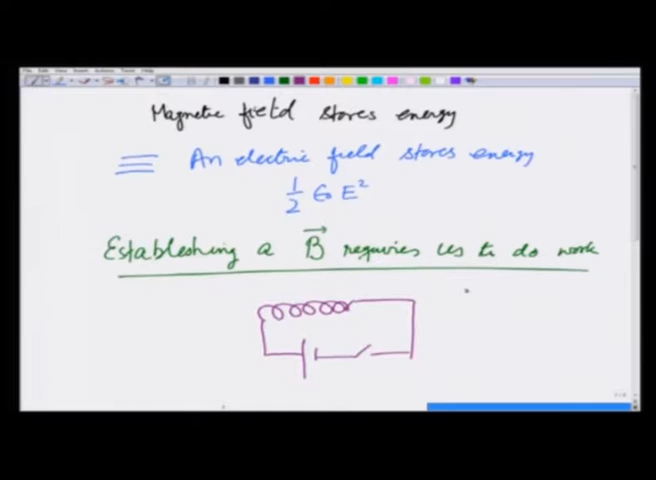 Magnetic field stores energy
An electric field stores energy
1/2 ϵ₀ E²
Establishing a B⃗ requires us to do work